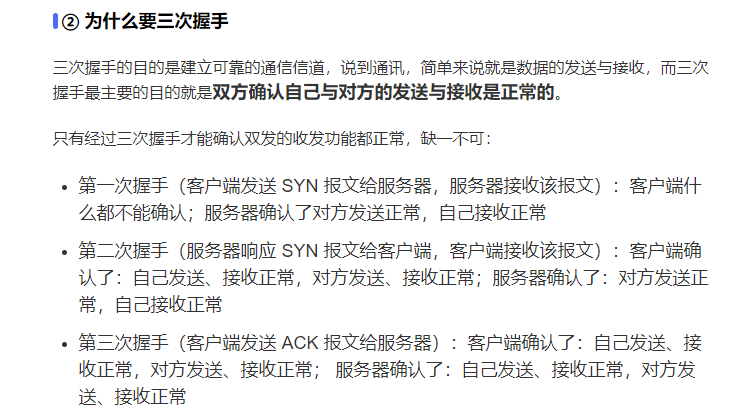 ② 为什么要三次握手
三次握手的目的是建立可靠的通信信道，说到通讯，简单来说就是数据的发送与接收，而三次
握手最主要的目的就是双方确认自己与对方的发送与接收是正常的。
只有经过三次握手才能确认双发的收发功能都正常，缺一不可：
• 第一次握手（客户端发送 SYN 报文给服务器，服务器接收该报文）：客户端什
么都不能确认；服务器确认了对方发送正常，自己接收正常
• 第二次握手（服务器响应 SYN 报文给客户端，客户端接收该报文）：客户端确
认了：自己发送、接收正常，对方发送、接收正常；服务器确认了：对方发送正
常，自己接收正常
• 第三次握手（客户端发送 ACK 报文给服务器）：客户端确认了：自己发送、接
收正常，对方发送、接收正常； 服务器确认了：自己发送、接收正常，对方发
送、接收正常